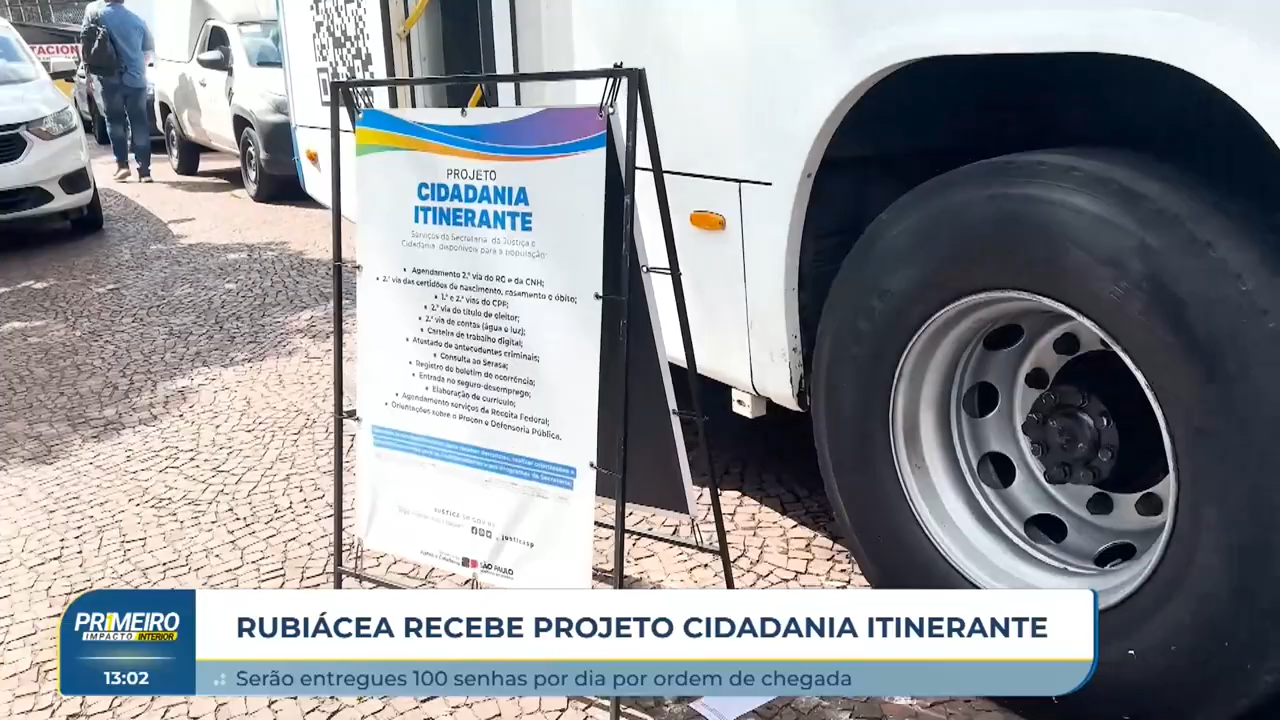 TACION
PROJETO
CIDADANIA
ITINERANTE
Serviços da Secretaria da Justiça e
Cidadania disponíveis para a população:
• Agendamento 2.ª via do RG e da CNH;
• 2.ª via das certidões de nascimento, casamento e óbito;
• 1.ª e 2.ª vias do CPF;
• 2.ª via do título de eleitor;
• 2.ª via de contas (água e luz);
• Carteira de trabalho digital;
• Atestado de antecedentes criminais;
• Consulta ao Serasa;
• Registro do boletim de ocorrência;
• Entrada no seguro-desemprego;
• Elaboração de currículo;
• Agendamento serviços da Receita Federal;
• Orientações sobre o Procon e Defensoria Pública.
JUSTICA.SP.GOV.BR
justicasp
Justiça e Cidadania
SÃO PAULO
PR1MEIRO
IMPACTO INTERIOR
13:02
RUBIÁCEA RECEBE PROJETO CIDADANIA ITINERANTE
Serão entregues 100 senhas por dia por ordem de chegada